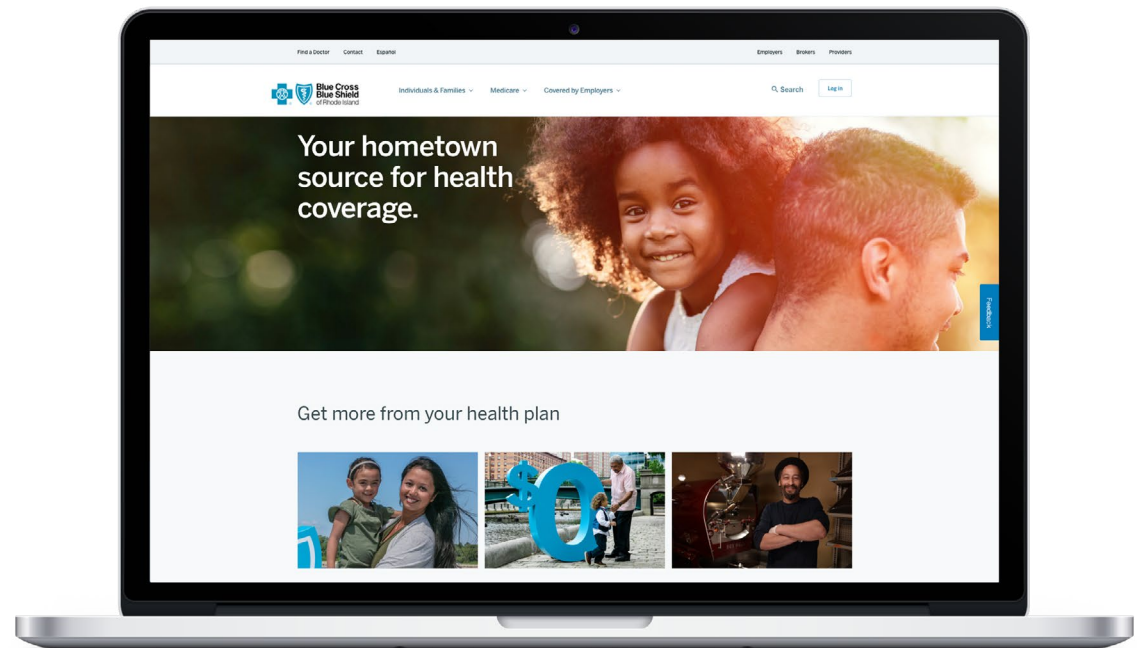 Find a Doctor Contact Español
Employers Brokers Providers
Blue Cross
Blue Shield
of Rhode Island
Individuals & Families
Medicare
Covered by Employers
Search
Log in
Your hometown
source for health
coverage.
Feedback
Get more from your health plan
$0